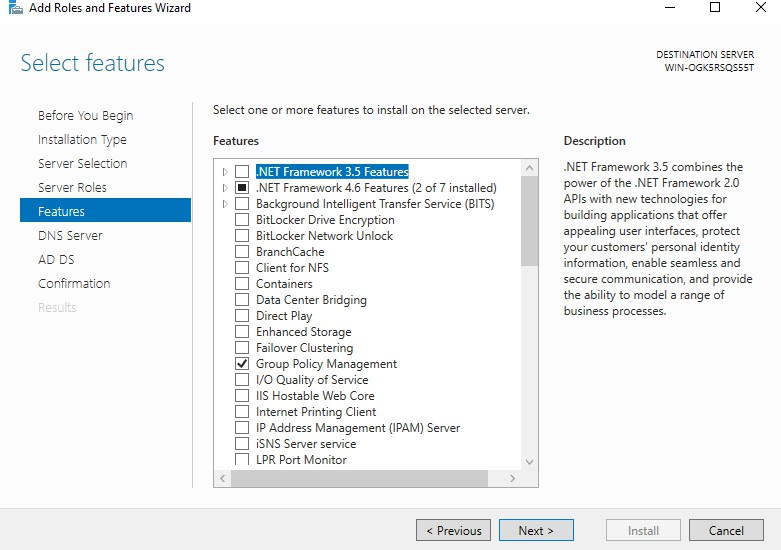 Add Roles and Features Wizard
Select features
DESTINATION SERVER
WIN-OGK5RSQS55T
Before You Begin
Installation Type
Server Selection
Server Roles
Features
DNS Server
AD DS
Confirmation
Results
Select one or more features to install on the selected server.
Features
.NET Framework 3.5 Features
.NET Framework 4.6 Features (2 of 7 installed)
Background Intelligent Transfer Service (BITS)
BitLocker Drive Encryption
BitLocker Network Unlock
BranchCache
Client for NFS
Containers
Data Center Bridging
Direct Play
Enhanced Storage
Failover Clustering
Group Policy Management
I/O Quality of Service
IIS Hostable Web Core
Internet Printing Client
IP Address Management (IPAM) Server
iSNS Server service
LPR Port Monitor
Description
.NET Framework 3.5 combines the
power of the .NET Framework 2.0
APIs with new technologies for
building applications that offer
appealing user interfaces, protect
your customers' personal identity
information, enable seamless and
secure communication, and provide
the ability to model a range of
business processes.
< Previous
Next >
Install
Cancel